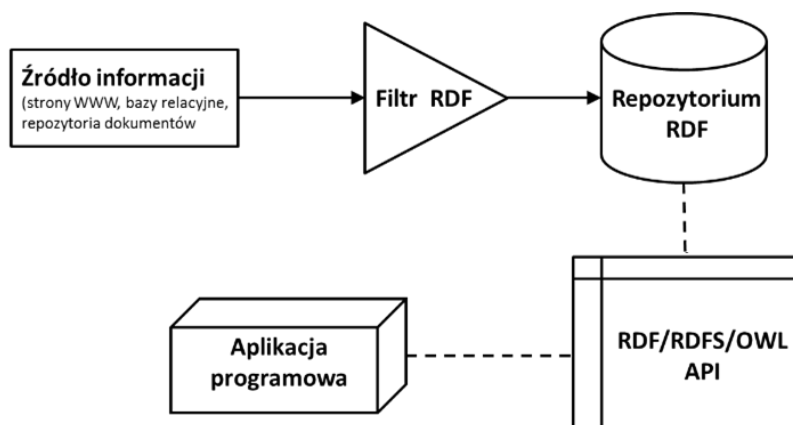 Źródło informacji
(strony WWW, bazy relacyjne,
repozytoria dokumentów
Filtr RDF
Repozytorium
RDF
Aplikacja
programowa
RDF/RDFS/OWL
API